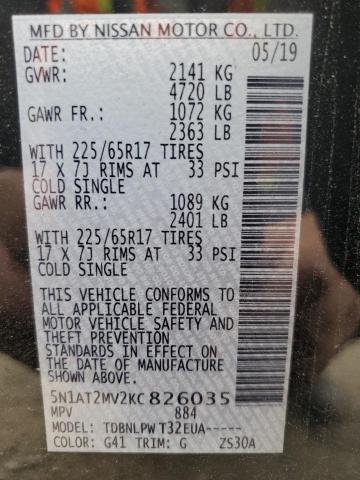 MFD BY NISSAN MOTOR CO., LTD.
DATE: 05/19
GVWR: 2141 KG
4720 LB
GAWR FR.: 1072 KG
2363 LB
WITH 225/65R17 TIRES
17 X 7J RIMS AT 33 PSI
COLD SINGLE
GAWR RR.: 1089 KG
2401 LB
WITH 225/65R17 TIRES
17 X 7J RIMS AT 33 PSI
COLD SINGLE
THIS VEHICLE CONFORMS TO
ALL APPLICABLE FEDERAL
MOTOR VEHICLE SAFETY AND
THEFT PREVENTION
STANDARDS IN EFFECT ON
THE DATE OF MANUFACTURE
SHOWN ABOVE.
5N1AT2MV2KC826035
MPV 884
MODEL: TDBNLPW T32EUA-----
COLOR: G41 TRIM: G ZS30A